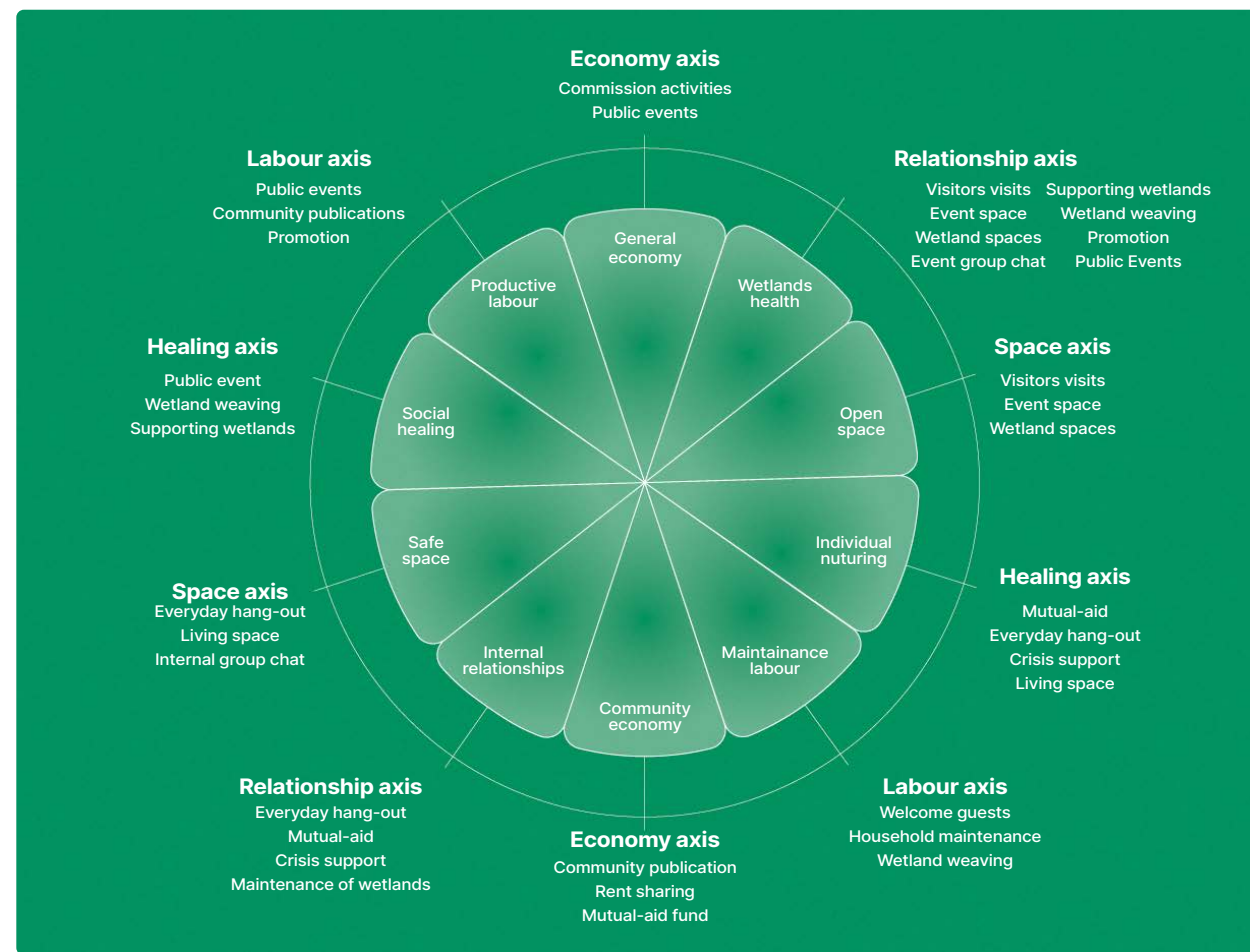 Economy axis
Commission activities
Public events
Labour axis
Public events
Community publications
Promotion
Relationship axis
Visitors visits Supporting wetlands
Event space Wetland weaving
Wetland spaces Promotion
Event group chat Public Events
General
economy
Productive
labour
Wetlands
health
Healing axis
Public event
Wetland weaving
Supporting wetlands
Space axis
Visitors visits
Event space
Wetland spaces
Social
healing
Open
space
Safe
space
Individual
nuturing
Space axis
Everyday hang-out
Living space
Internal group chat
Healing axis
Mutual-aid
Everyday hang-out
Crisis support
Living space
Internal
relationships
Maintainance
labour
Community
economy
Relationship axis
Everyday hang-out
Mutual-aid
Crisis support
Maintenance of wetlands
Economy axis
Community publication
Rent sharing
Mutual-aid fund
Labour axis
Welcome guests
Household maintenance
Wetland weaving